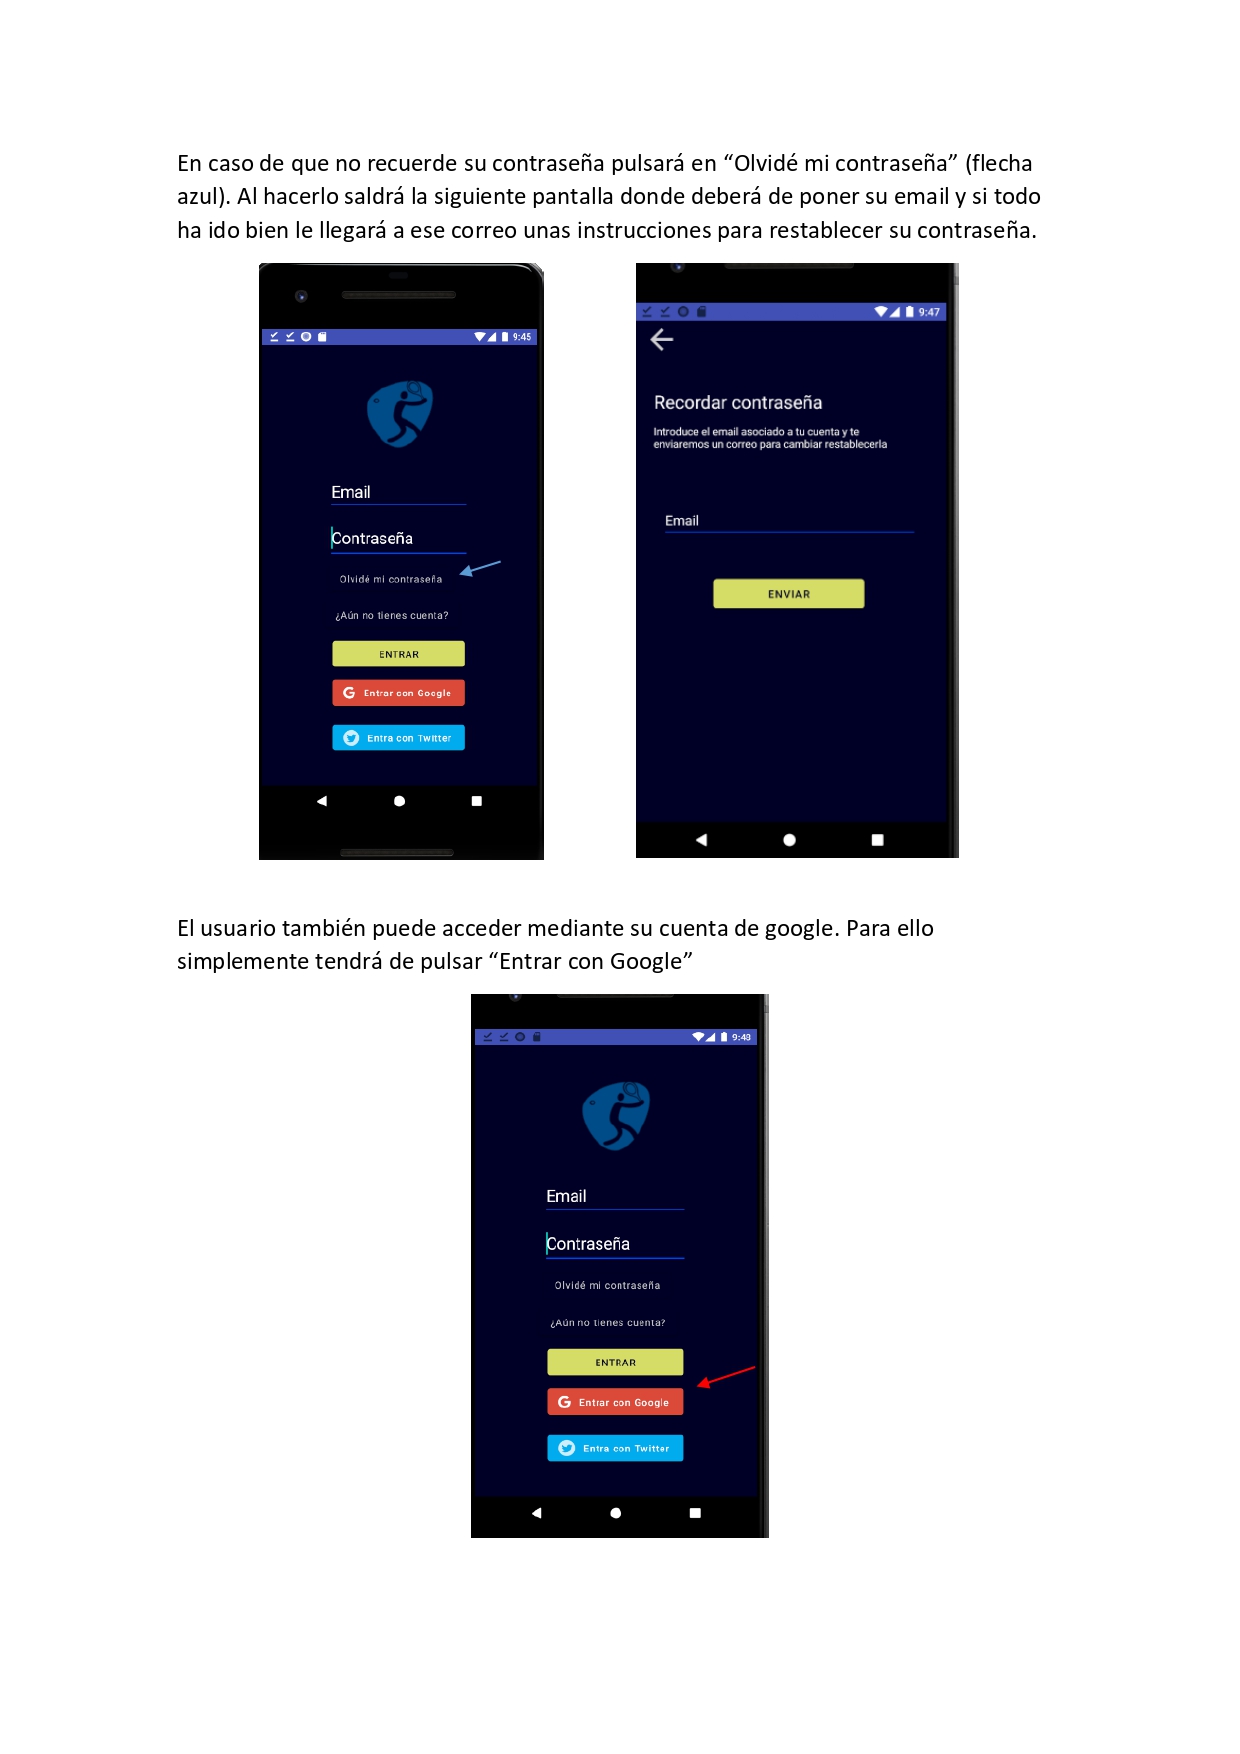 En caso de que no recuerde su contraseña pulsará en “Olvidé mi contraseña” (flecha
azul). Al hacerlo saldrá la siguiente pantalla donde deberá de poner su email y si todo
ha ido bien le llegará a ese correo unas instrucciones para restablecer su contraseña.
9:45
Email
Contraseña
Olvidé mi contraseña
¿Aún no tienes cuenta?
ENTRAR
G Entrar con Google
Entra con Twitter
9:47
Recordar contraseña
Introduce el email asociado a tu cuenta y te
enviaremos un correo para cambiar restablecerla
Email
ENVIAR
El usuario también puede acceder mediante su cuenta de google. Para ello
simplemente tendrá de pulsar “Entrar con Google”
9:48
Email
Contraseña
Olvidé mi contraseña
¿Aún no tienes cuenta?
ENTRAR
G Entrar con Google
Entra con Twitter